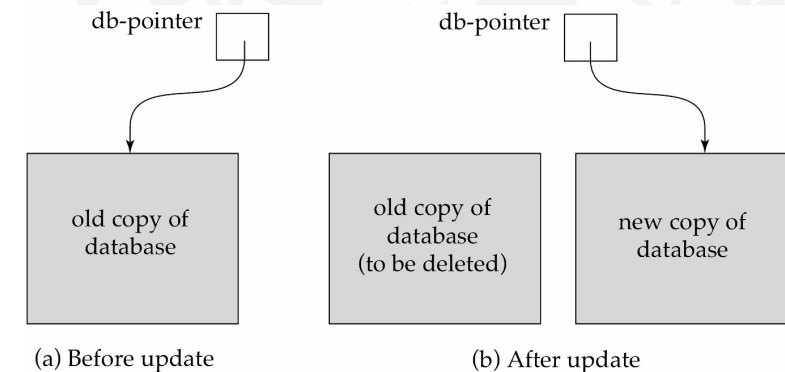 db-pointer
old copy of
database
(a) Before update
db-pointer
old copy of
database
(to be deleted)
new copy of
database
(b) After update